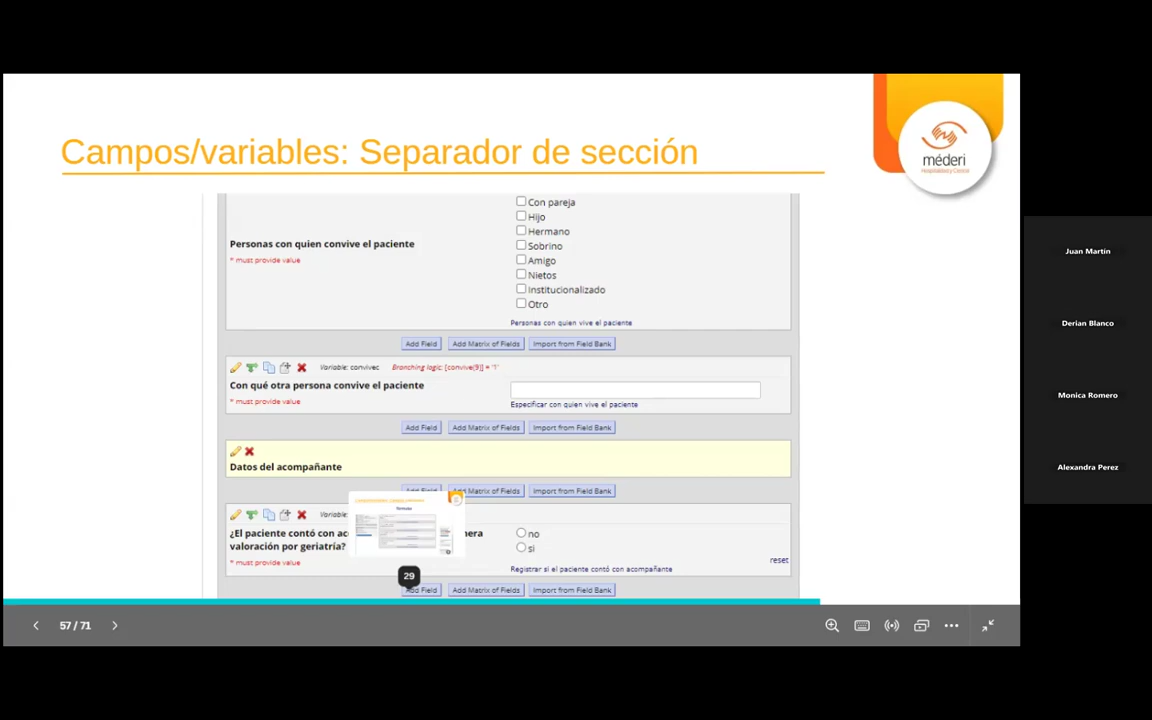 Campos/variables: Separador de sección
méderi
Con pareja
Hijo
Hermano
Personas con quien convive el paciente
Sobrino
* must provide value
Amigo
Nietos
Institucionalizado
Otro
Personas con quien vive el paciente
Add Field Add Matrix of Fields Import from Field Bank
Variable: convivec Branching logic: [convive(9)] = '1'
Con qué otra persona convive el paciente
* must provide value
Especificar con quien vive el paciente
Add Field Add Matrix of Fields Import from Field Bank
Datos del acompañante
Add Field Add Matrix of Fields Import from Field Bank
Variable:
¿El paciente contó con ac
nera
valoración por geriatría?
no
si
* must provide value
reset
Registrar si el paciente contó con acompañante
29
Add Field Add Matrix of Fields Import from Field Bank
57 / 71
Juan Martín
Derian Blanco
Monica Romero
Alexandra Perez